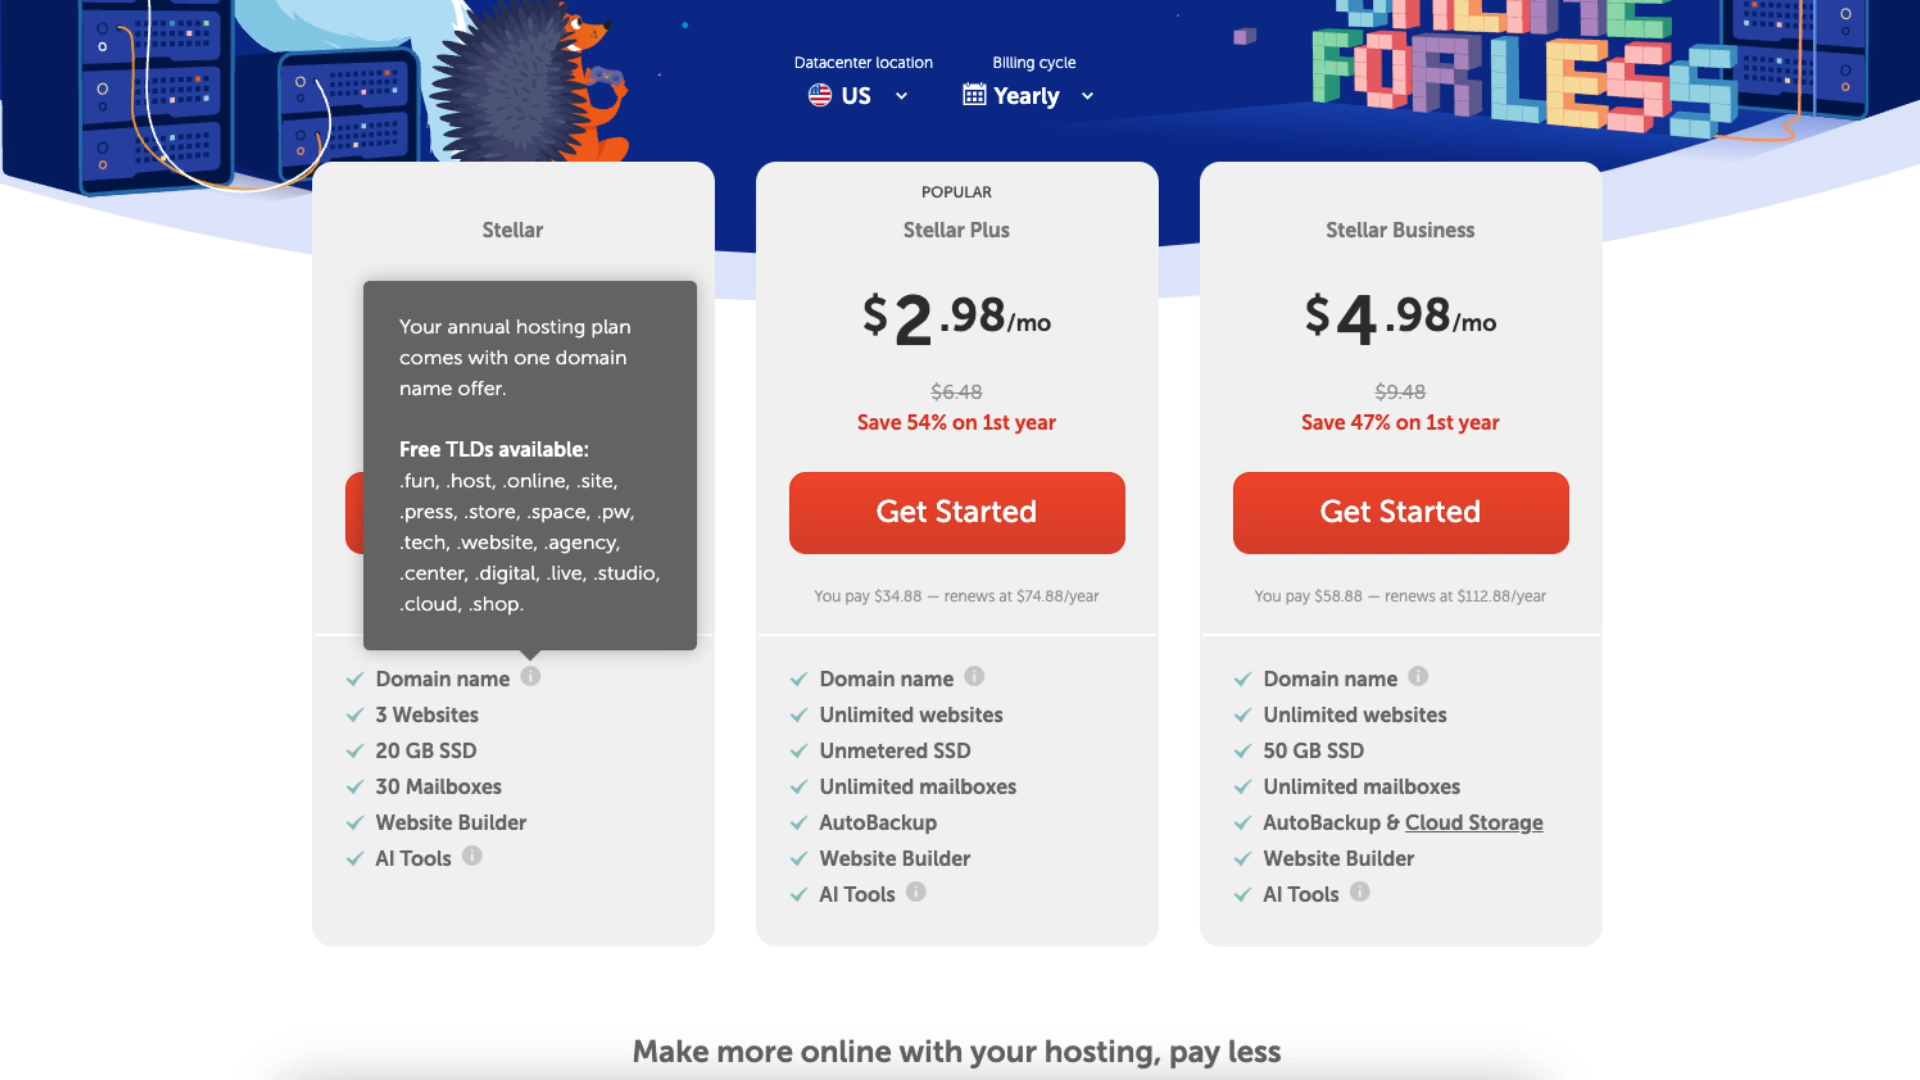 FOR LESS
Datacenter location
US
Billing cycle
Yearly
Stellar
Your annual hosting plan
comes with one domain
name offer.
Free TLDs available:
.fun, .host, .online, .site,
.press, .store, .space, .pw,
.tech, .website, .agency,
.center, .digital, .live, .studio,
.cloud, .shop.
Domain name
3 Websites
20 GB SSD
30 Mailboxes
Website Builder
AI Tools
POPULAR
Stellar Plus
$2.98/mo
$6.48
Save 54% on 1st year
Get Started
You pay $34.88 — renews at $74.88/year
Domain name
Unlimited websites
Unmetered SSD
Unlimited mailboxes
AutoBackup
Website Builder
AI Tools
Stellar Business
$4.98/mo
$9.48
Save 47% on 1st year
Get Started
You pay $58.88 — renews at $112.88/year
Domain name
Unlimited websites
50 GB SSD
Unlimited mailboxes
AutoBackup & Cloud Storage
Website Builder
AI Tools
Make more online with your hosting, pay less